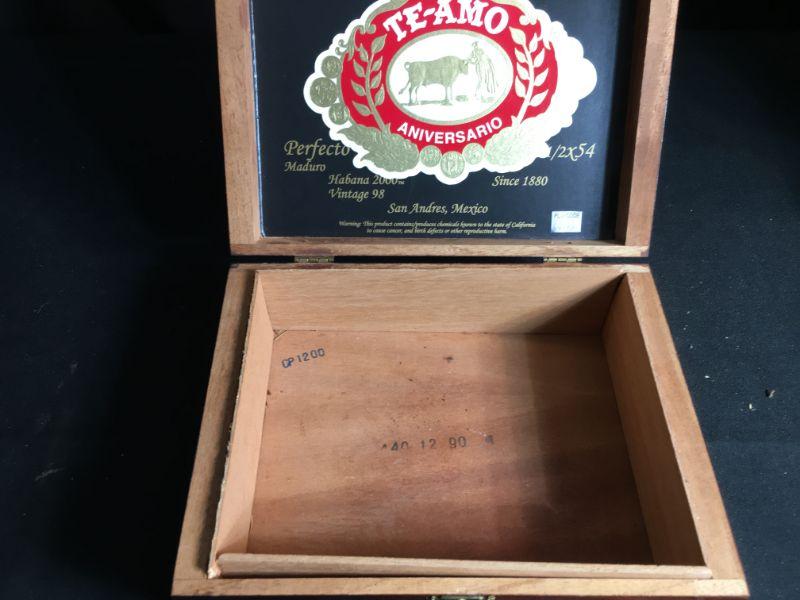 TE-AMO
ANIVERSARIO
Perfecto 1/2x54
Maduro
Habana 2000™ Since 1880
Vintage 98
San Andres, Mexico
Warning: This product contains/produces chemicals known to the state of California
to cause cancer, and birth defects or other reproductive harm.
OP1200
12 90